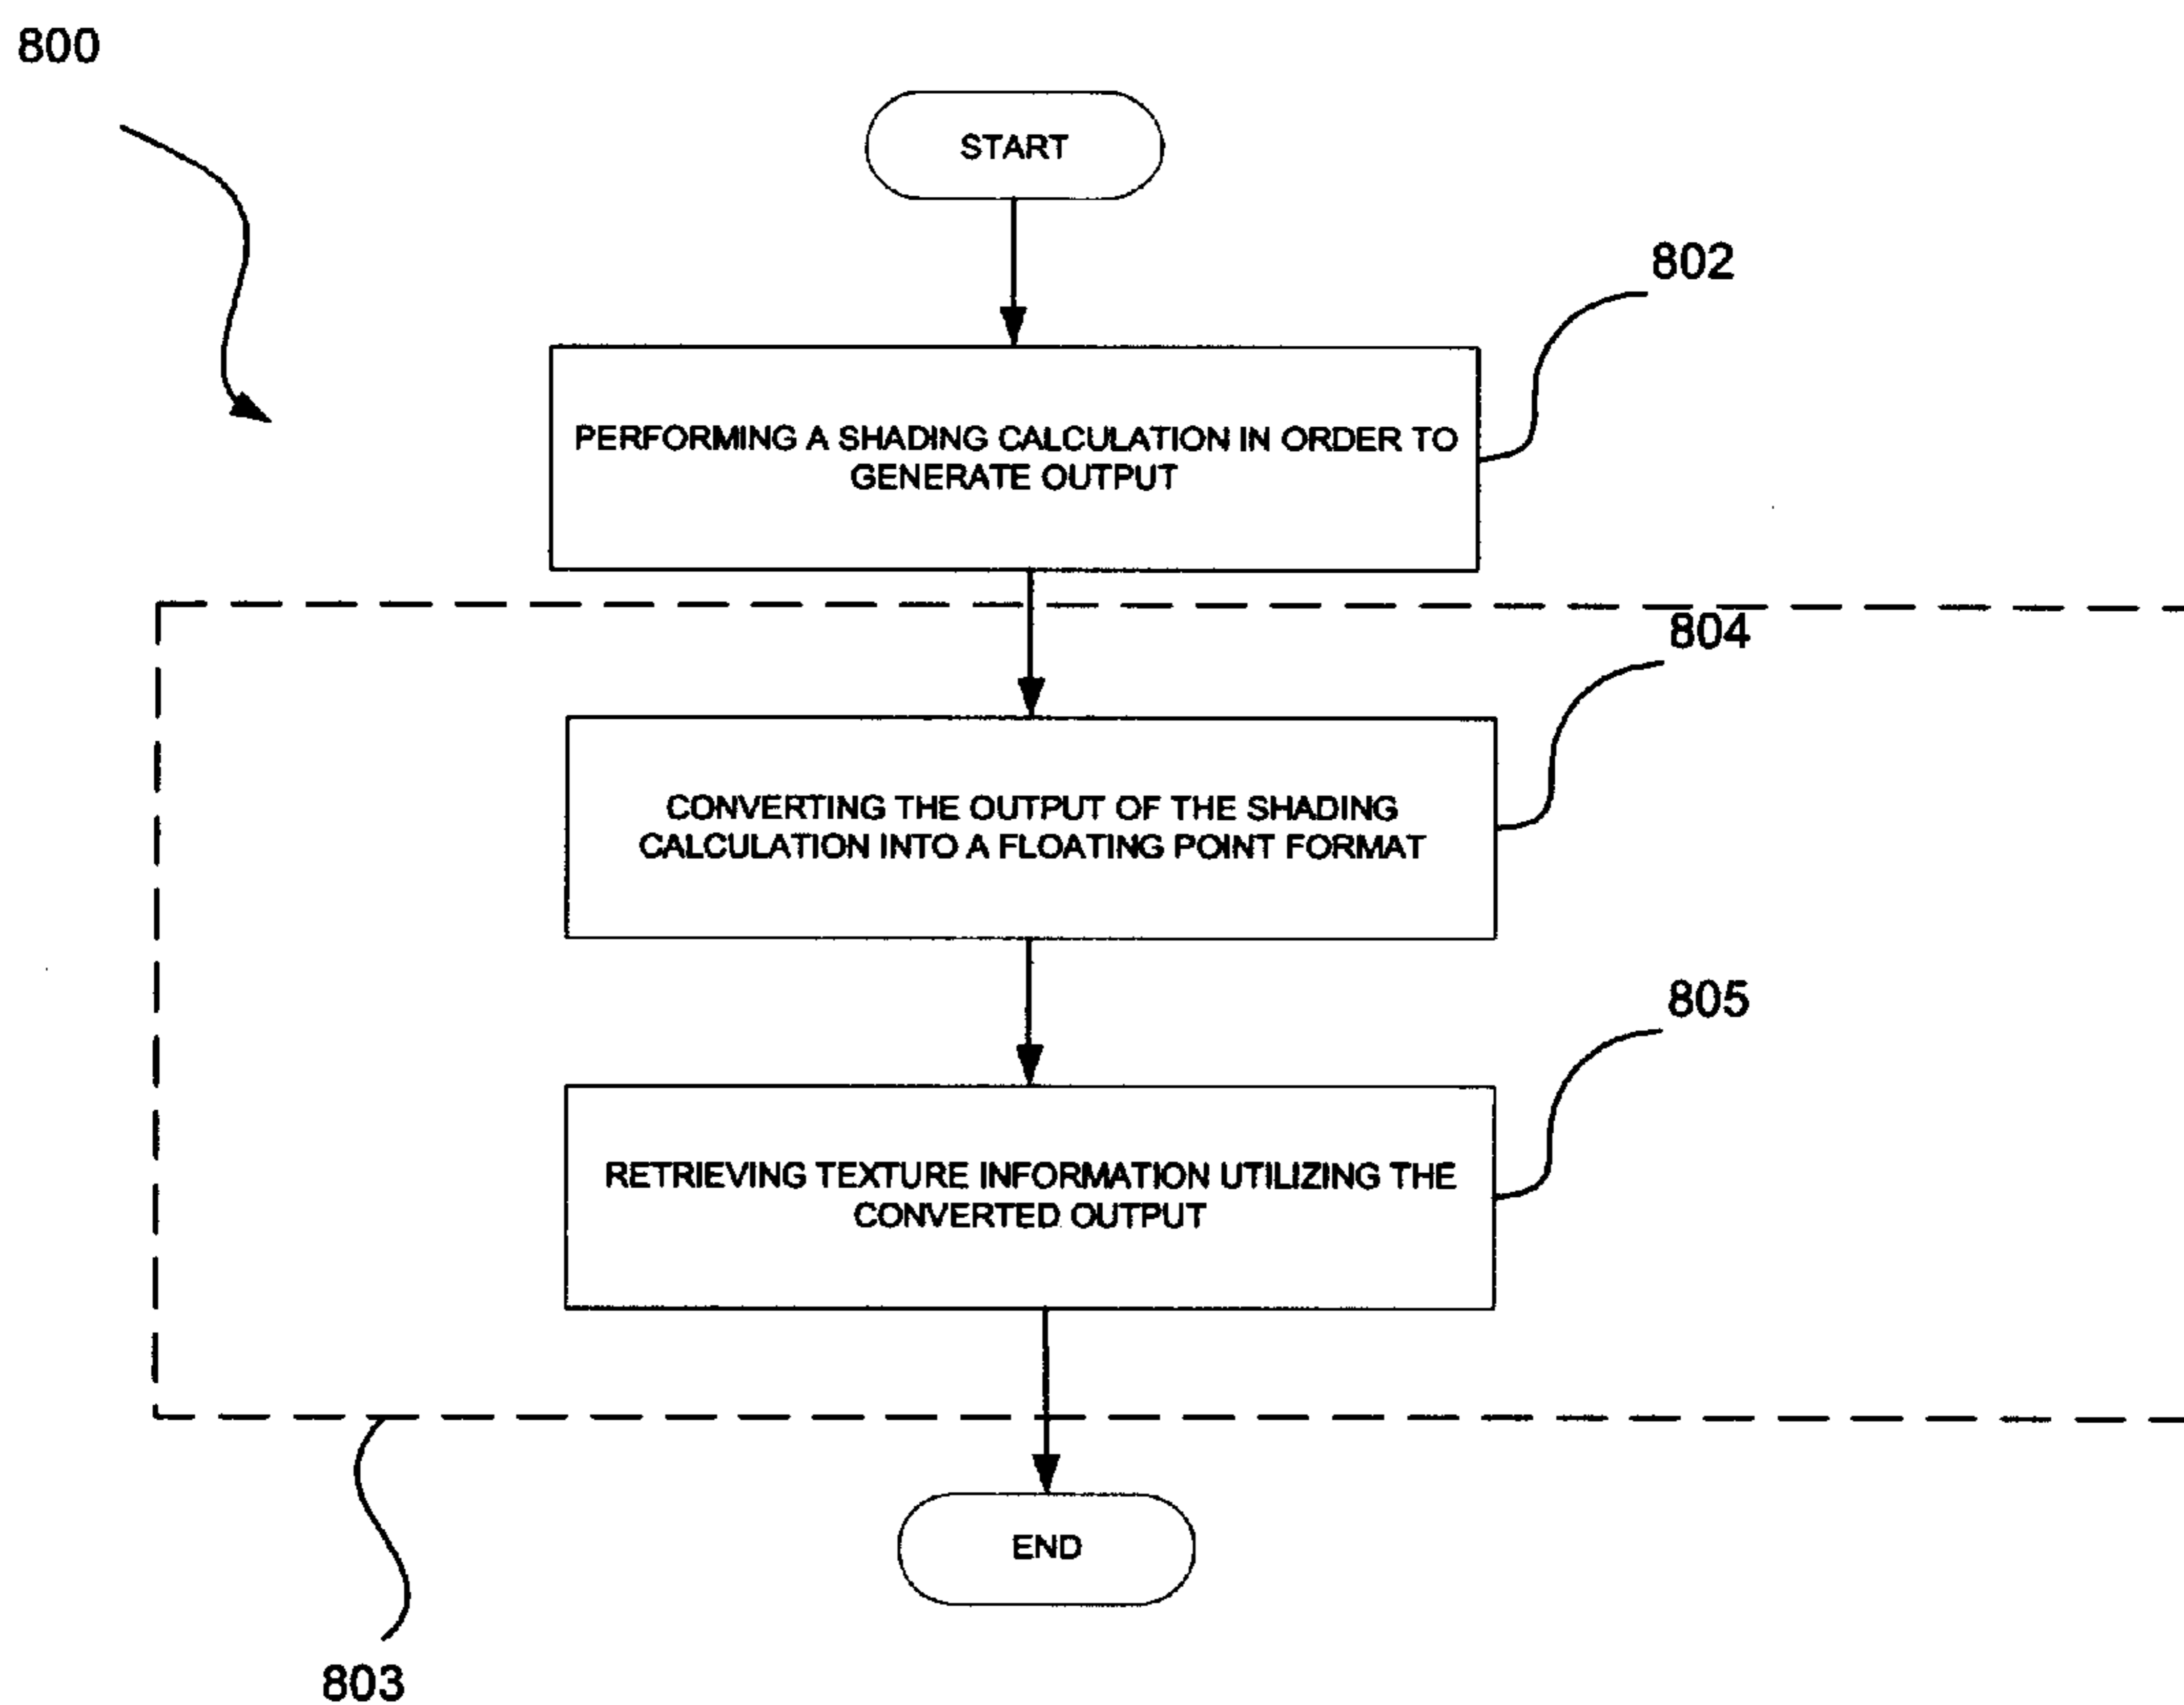 800
START
802
PERFORMING A SHADING CALCULATION IN ORDER TO
GENERATE OUTPUT
804
CONVERTING THE OUTPUT OF THE SHADING
CALCULATION INTO A FLOATING POINT FORMAT
805
RETRIEVING TEXTURE INFORMATION UTILIZING THE
CONVERTED OUTPUT
END
803